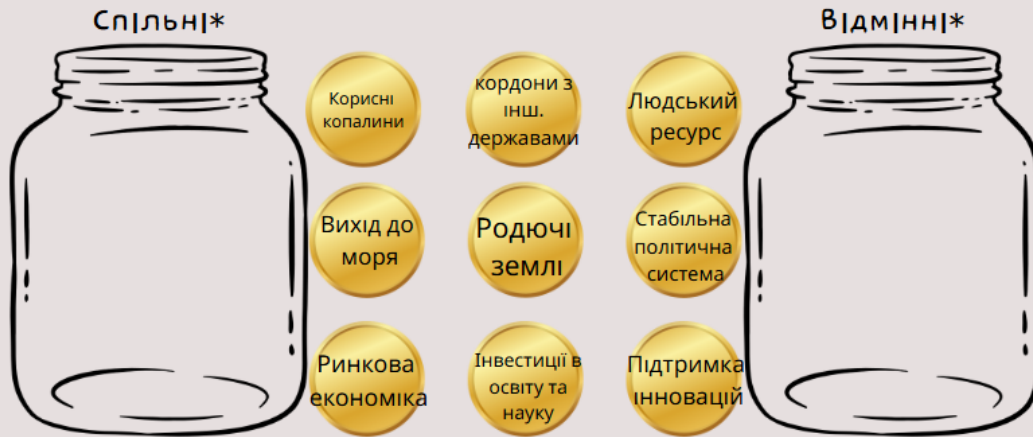 Спільні*
Відмінні*
Корисні
копалини
кордони з
інш.
державами
Людський
ресурс
Вихід до
моря
Родючі
землі
Стабільна
політична
система
Ринкова
економіка
Інвестиції в
освіту та
науку
Підтримка
інновацій